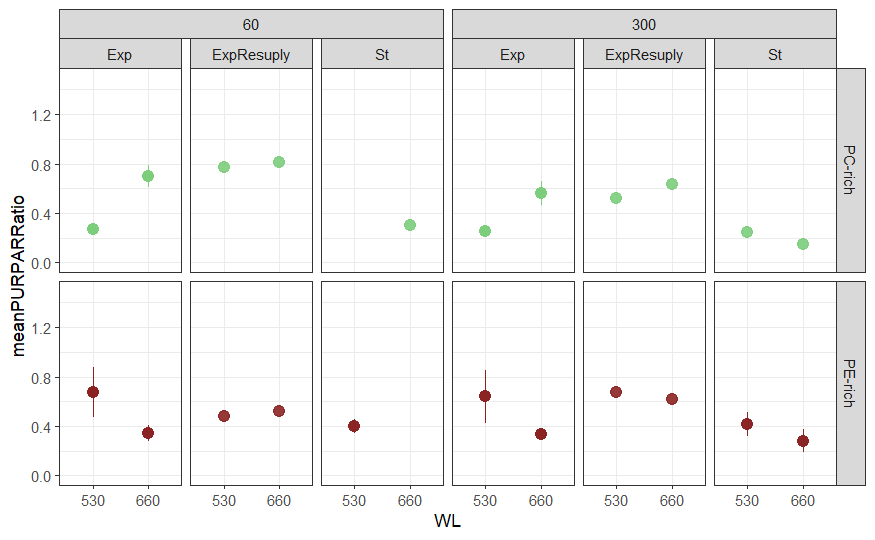 60 300
Exp ExpResuply St Exp ExpResuply St
1.2
0.8
0.4
0.0
PC-rich
1.2
0.8
0.4
0.0
PE-rich
meanPURPARRatio
530 660 530 660 530 660 530 660 530 660 530 660
WL